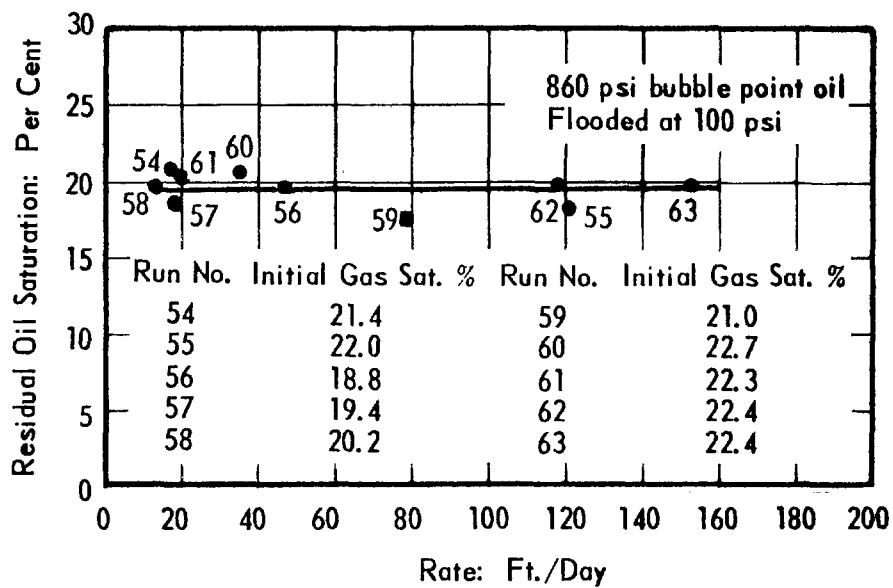 Residual Oil Saturation: Per Cent
30
25
20
15
10
5
0
860 psi bubble point oil
Flooded at 100 psi
54
61
60
58
57
56
59
62
55
63
Run No. Initial Gas Sat. % Run No. Initial Gas Sat. %
54 21.4 59 21.0
55 22.0 60 22.7
56 18.8 61 22.3
57 19.4 62 22.4
58 20.2 63 22.4
0 20 40 60 80 100 120 140 160 180 200
Rate: Ft./Day